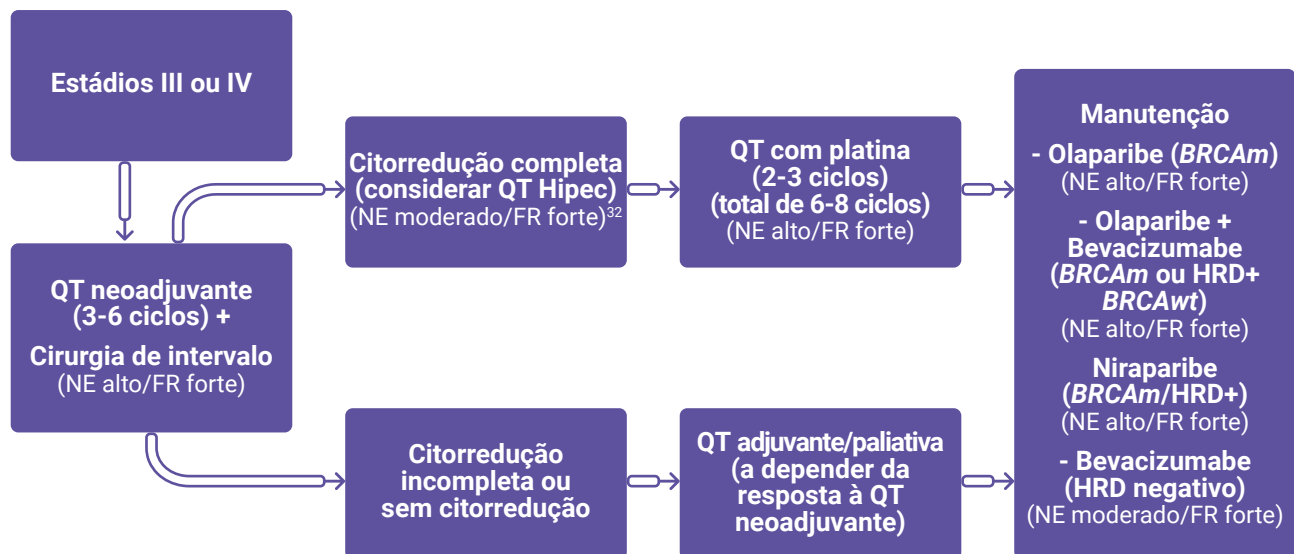 Estádios III ou IV
QT neoadjuvante
(3-6 ciclos) +
Cirurgia de intervalo
(NE alto/FR forte)
Citorredução completa
(considerar QT Hipec)
(NE moderado/FR forte)32
QT com platina
(2-3 ciclos)
(total de 6-8 ciclos)
(NE alto/FR forte)
Citorredução
incompleta ou
sem citorredução
QT adjuvante/paliativa
(a depender da
resposta à QT
neoadjuvante)
Manutenção
- Olaparibe (BRCAm)
(NE alto/FR forte)
- Olaparibe +
Bevacizumabe
(BRCAm ou HRD+
BRCAwt)
(NE alto/FR forte)
Niraparibe
(BRCAm/HRD+)
(NE alto/FR forte)
- Bevacizumabe
(HRD negativo)
(NE moderado/FR forte)